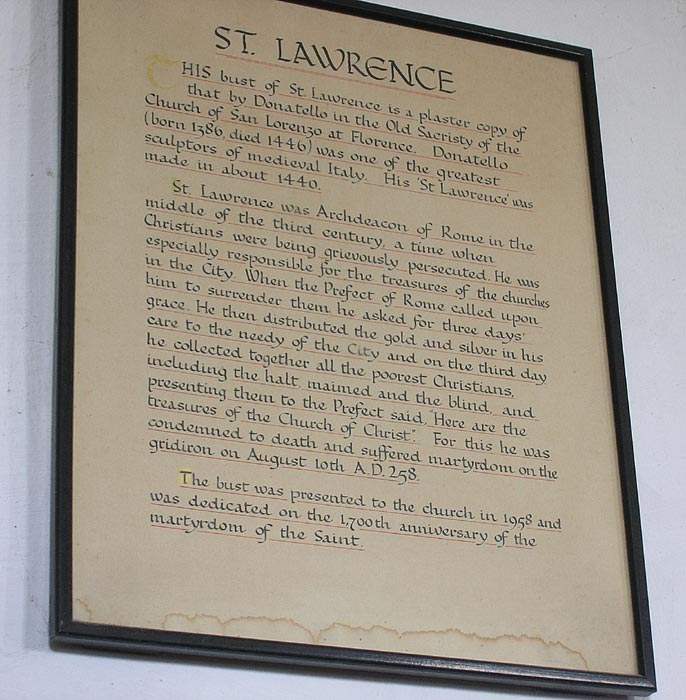 ST. LAWRENCE
THIS bust of St Lawrence is a plaster copy of
that by Donatello in the Old Sacristy of the
Church of San Lorenzo at Florence. Donatello
(born 1386, died 1446) was one of the greatest
sculptors of medieval Italy. His 'St Lawrence' was
made in about 1440.
St. Lawrence was Archdeacon of Rome in the
middle of the third century, a time when
Christians were being grievously persecuted. He was
especially responsible for the treasures of the churches
in the City. When the Prefect of Rome called upon
him to surrender them he asked for three days'
grace. He then distributed the gold and silver in his
care to the needy of the City and on the third day
he collected together all the poorest Christians,
including the halt, maimed and the blind, and
presenting them to the Prefect said, "Here are the
treasures of the Church of Christ". For this he was
condemned to death and suffered martyrdom on the
gridiron on August 10th A.D. 258.
The bust was presented to the church in 1958 and
was dedicated on the 1,700th anniversary of the
martyrdom of the Saint.